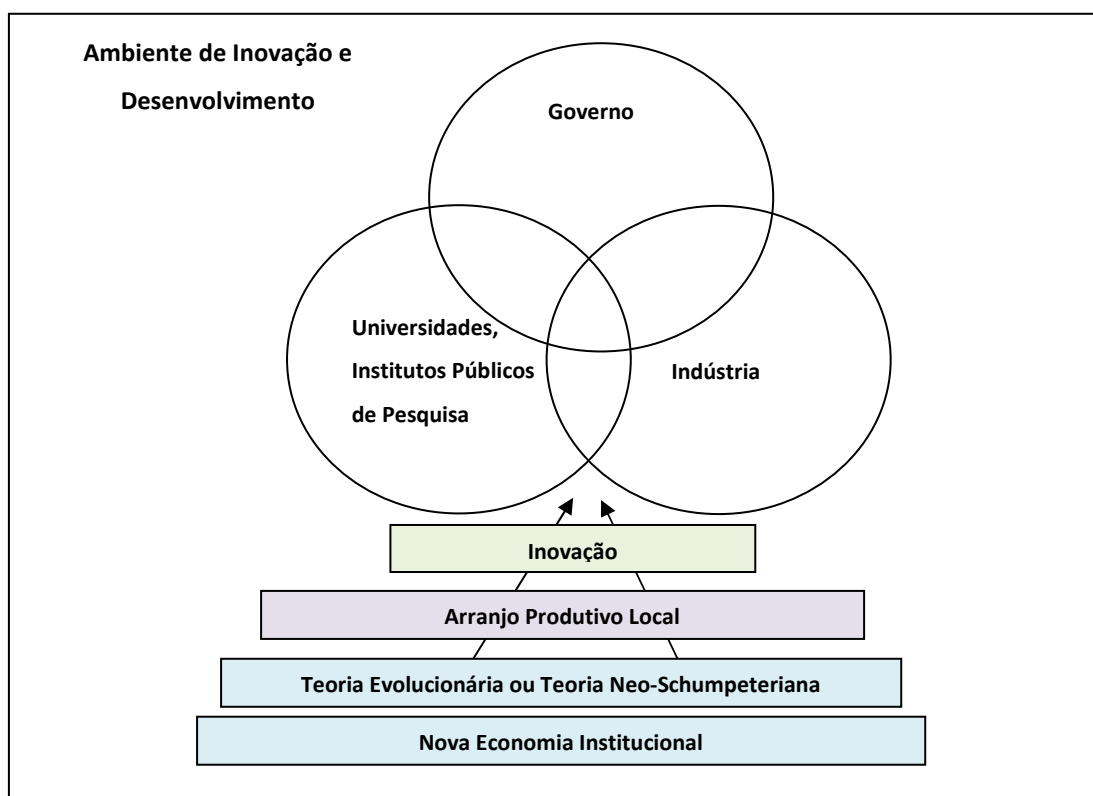 Ambiente de Inovação e
Desenvolvimento
Governo
Universidades,
Institutos Públicos
de Pesquisa
Indústria
Inovação
Arranjo Produtivo Local
Teoria Evolucionária ou Teoria Neo-Schumpeteriana
Nova Economia Institucional